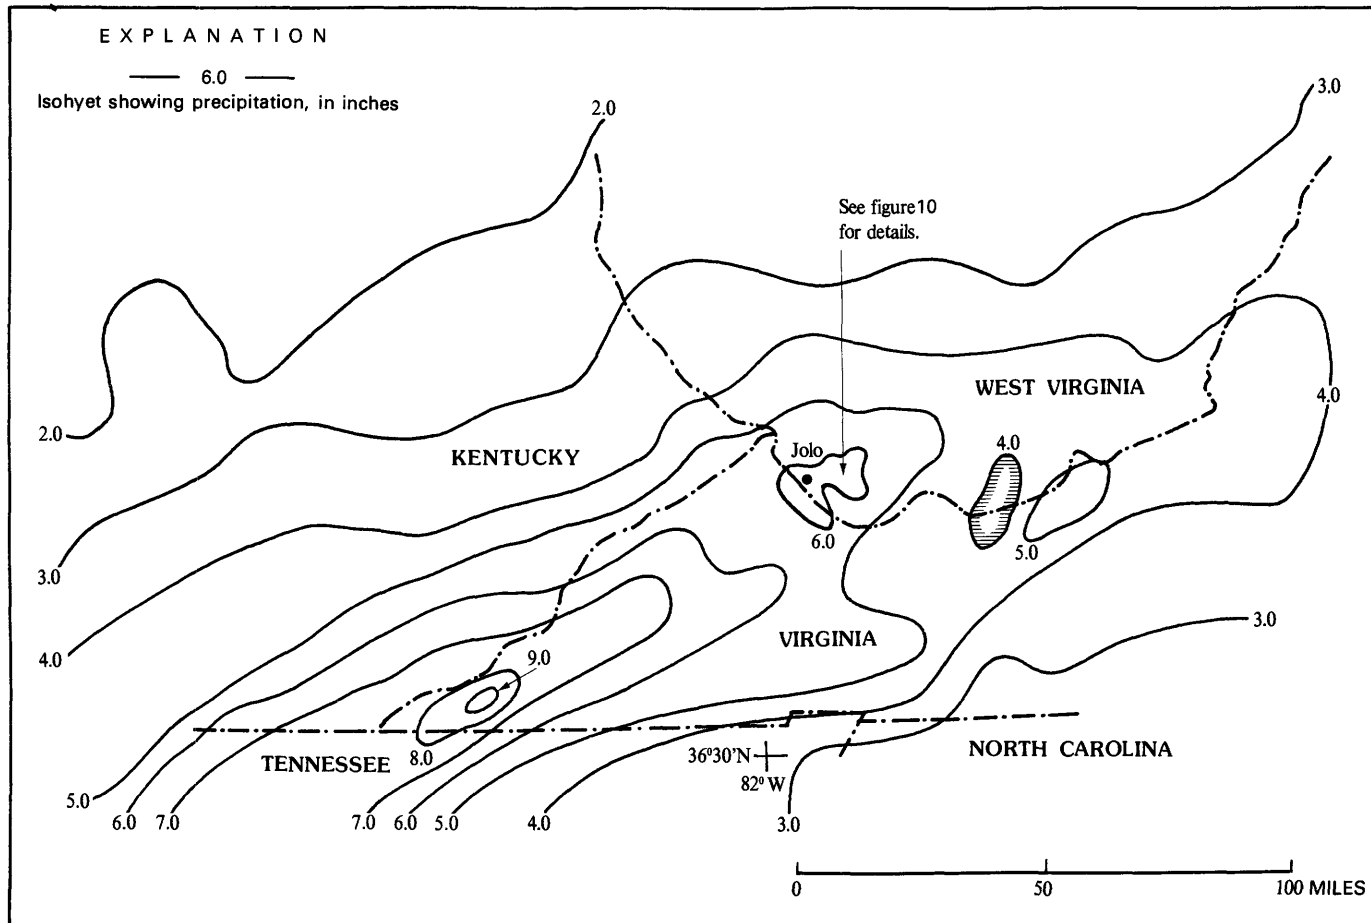 EXPLANATION
6.0
Isohyet showing precipitation, in inches
2.0
3.0
See figure 10
for details.
WEST VIRGINIA
4.0
2.0
KENTUCKY
Jolo
4.0
6.0
5.0
3.0
3.0
VIRGINIA
4.0
9.0
36°30'N
NORTH CAROLINA
TENNESSEE
8.0
82° W
5.0
6.0
7.0
7.0
6.0
5.0
4.0
3.0
0
50
100 MILES